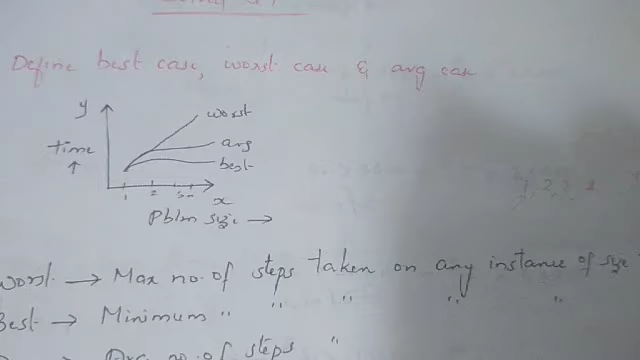 Define best case, worst case & avg case
y
worst
time
avg
best
1 2
x
Pblm size →
worst → Max no. of steps taken on any instance of size
Best → Minimum " " " " "
Avg no. of steps "